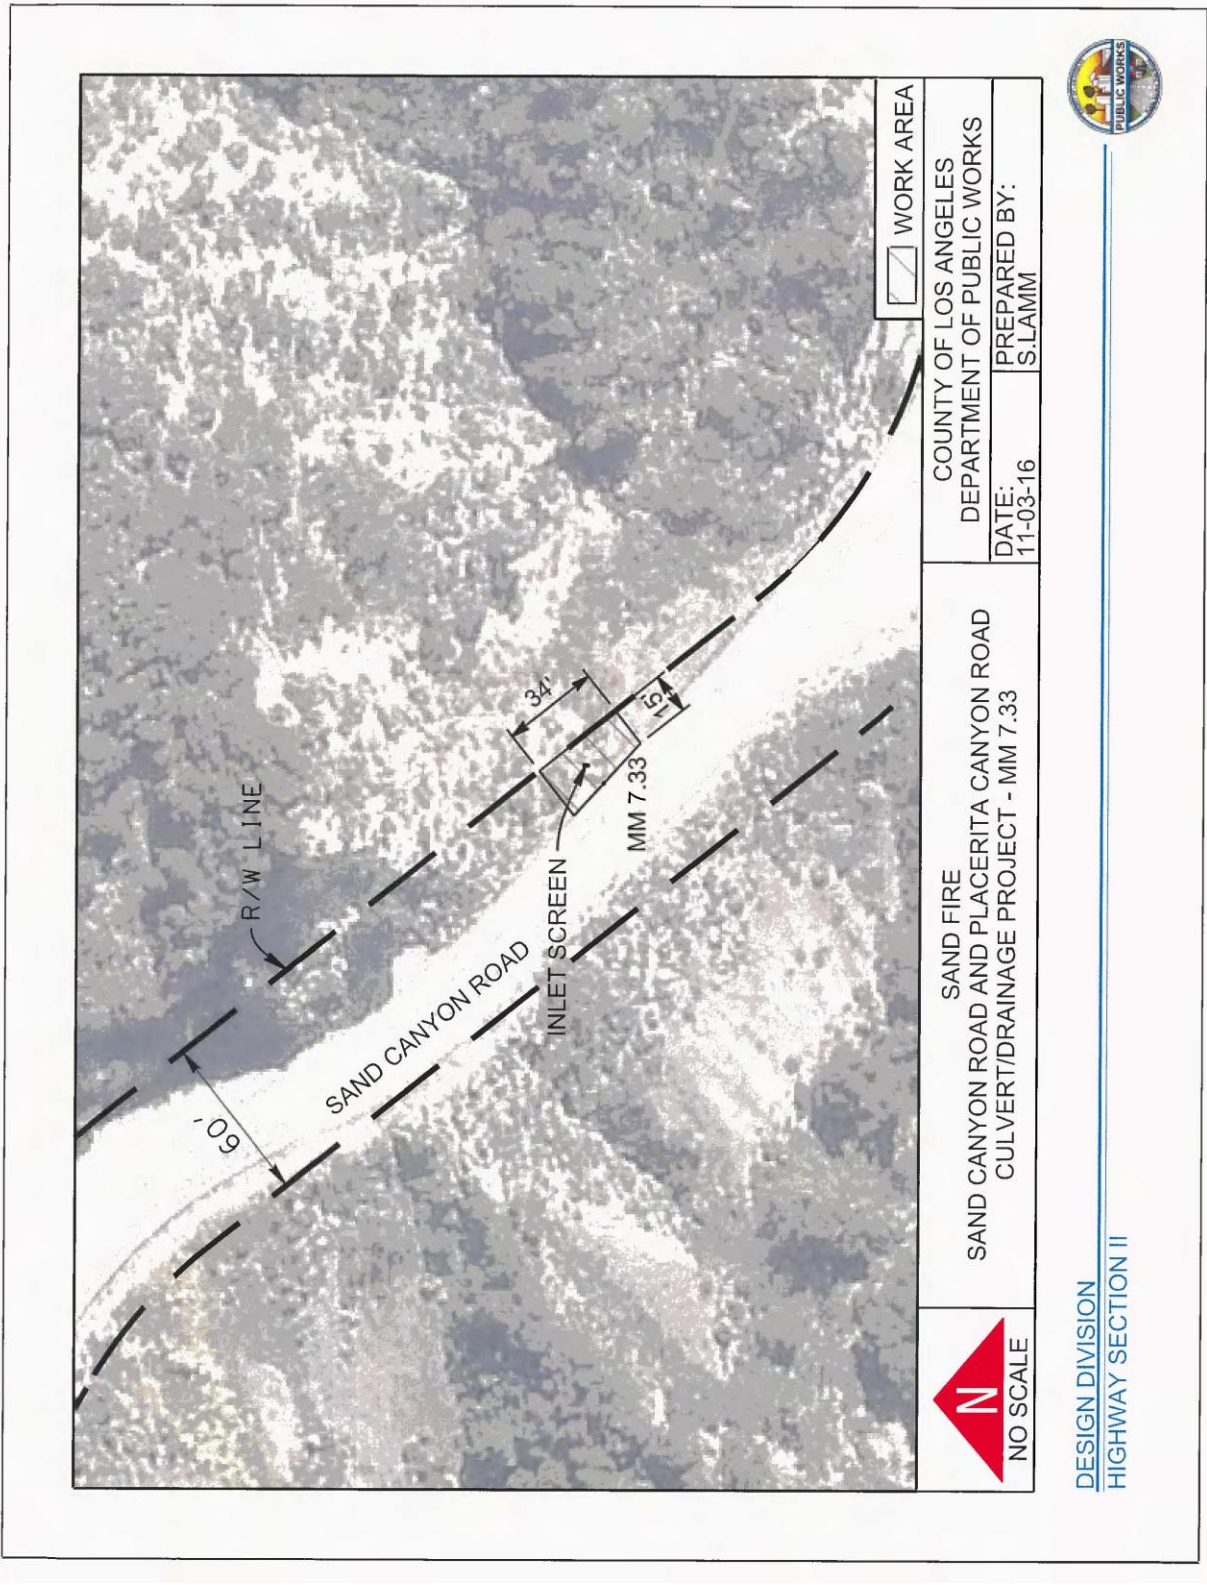 R/W LINE
60'
SAND CANYON ROAD
INLET SCREEN
34'
15'
MM 7.33
WORK AREA
N
NO SCALE
SAND FIRE
SAND CANYON ROAD AND PLACERITA CANYON ROAD
CULVERT/DRAINAGE PROJECT - MM 7.33
COUNTY OF LOS ANGELES
DEPARTMENT OF PUBLIC WORKS
DATE:
11-03-16
PREPARED BY:
S.LAMM
DESIGN DIVISION
HIGHWAY SECTION II
PUBLIC WORKS